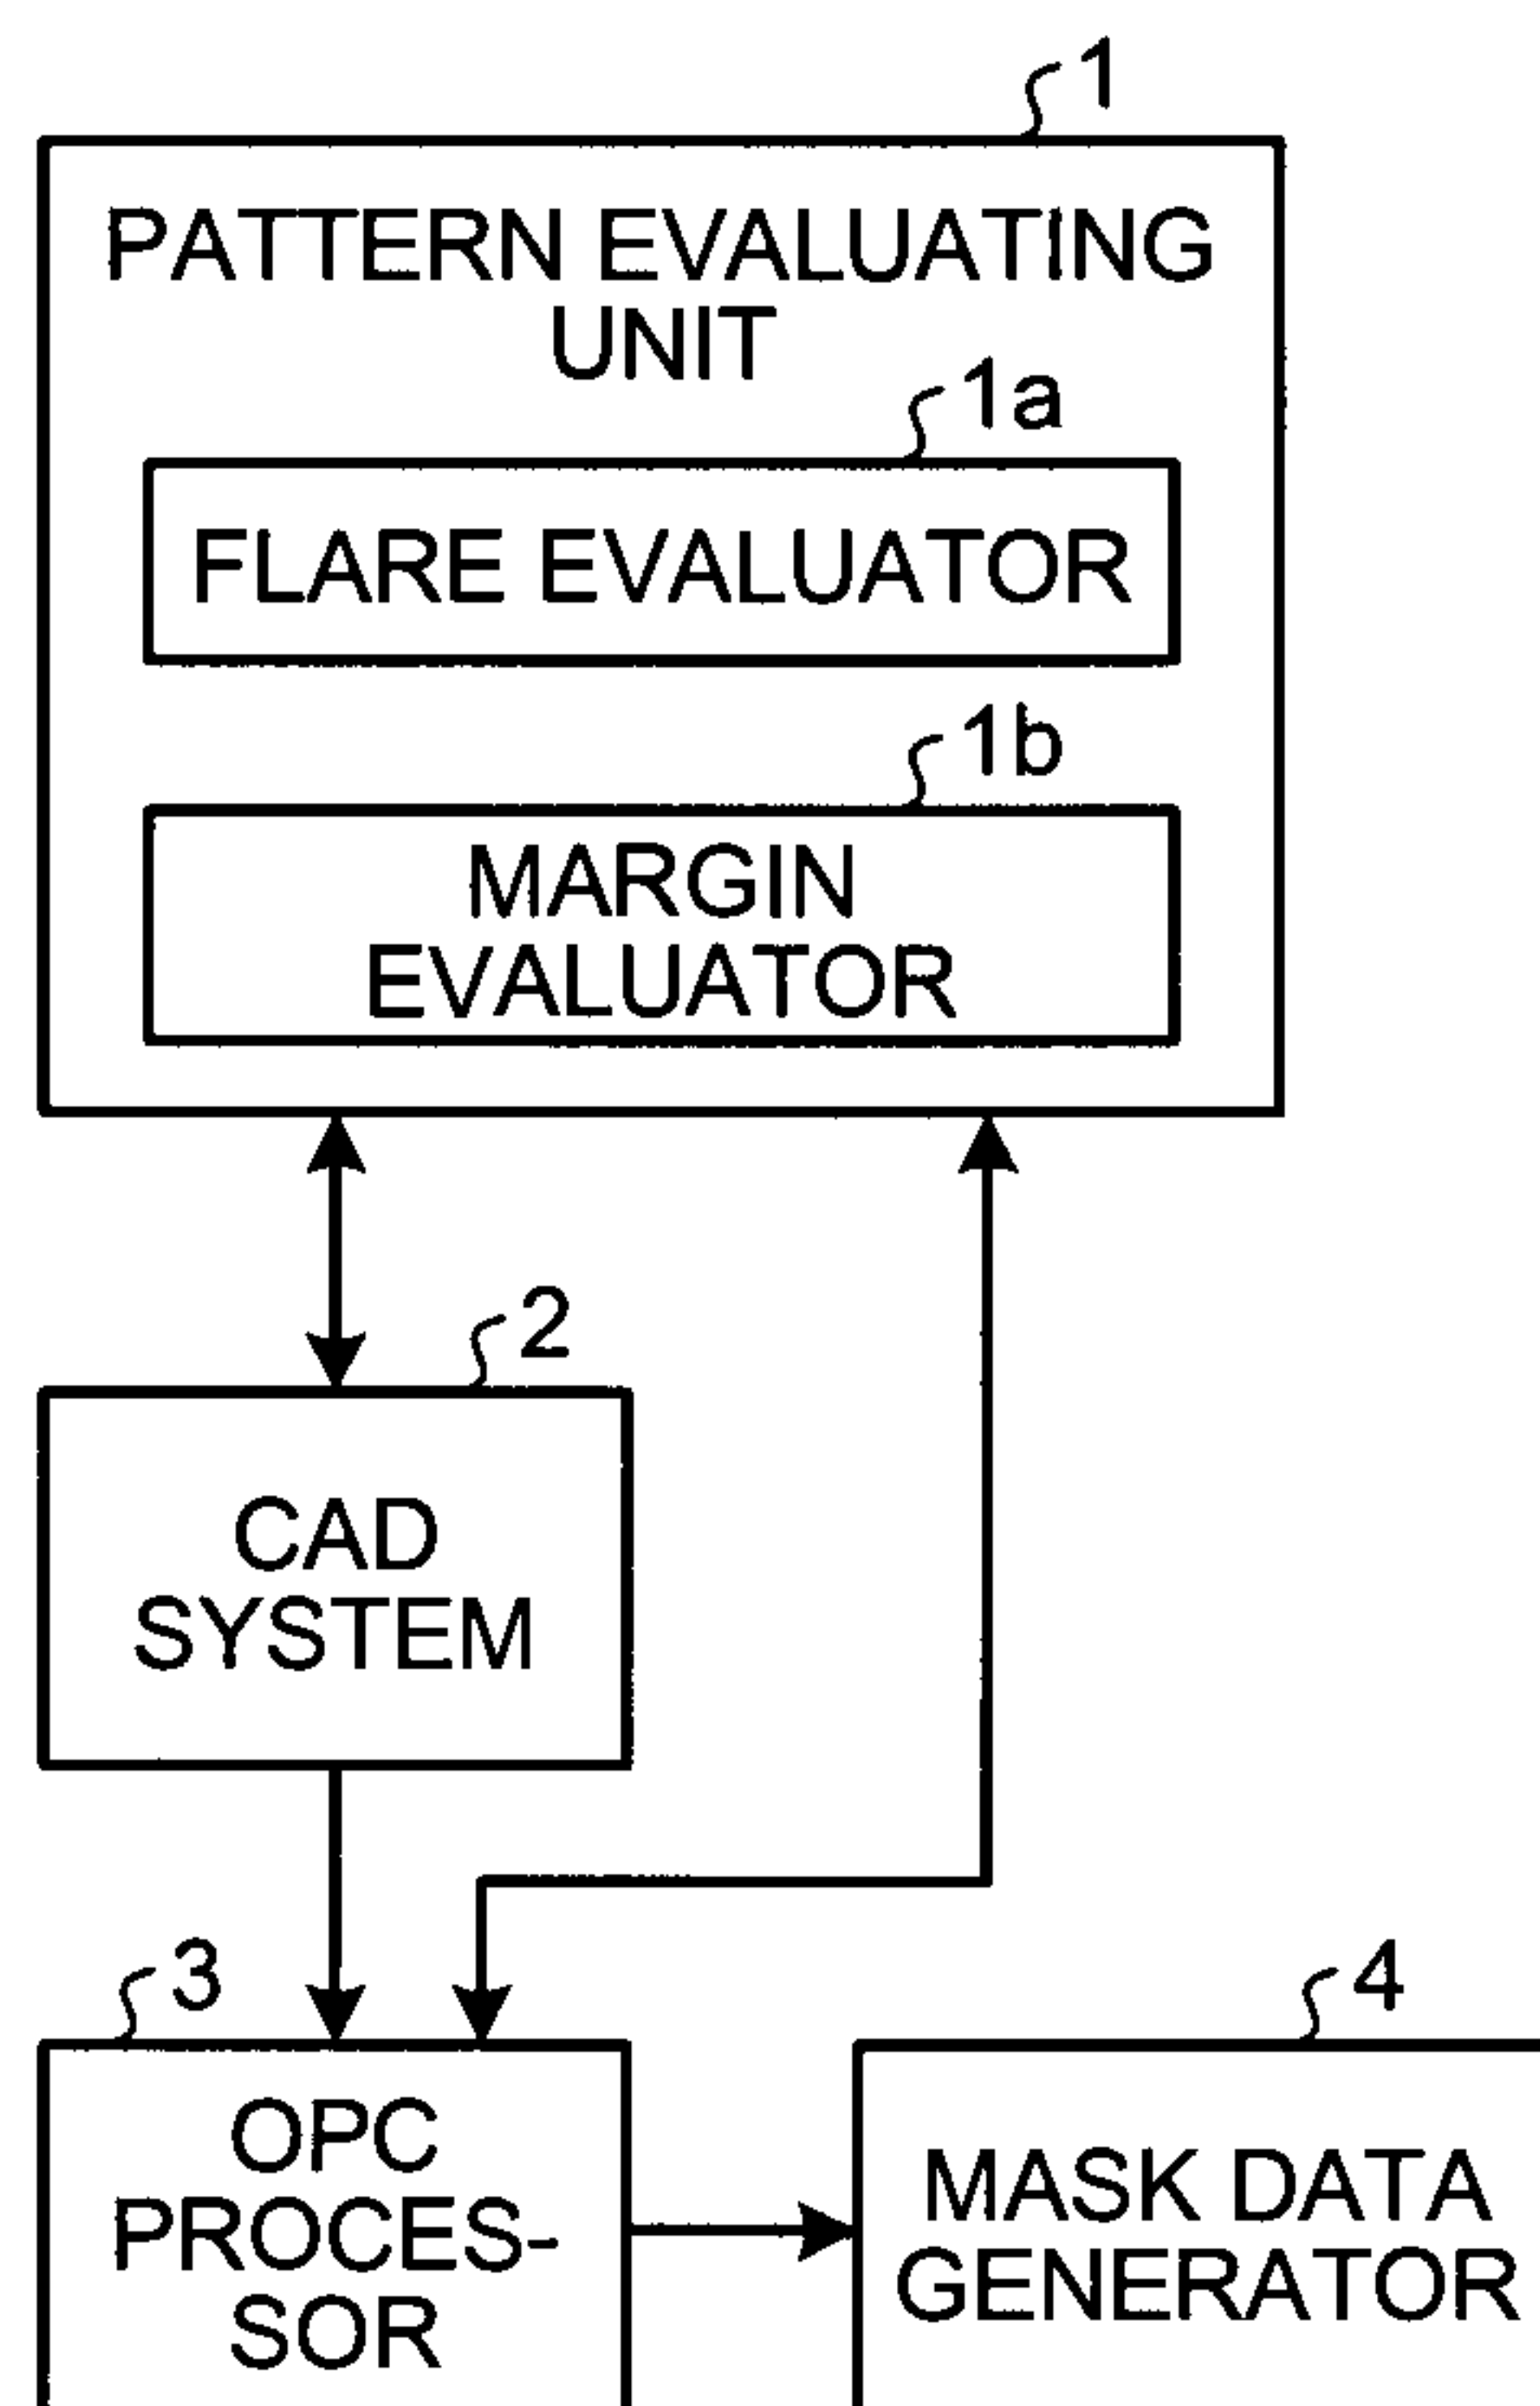 1
PATTERN EVALUATING
UNIT
1a
FLARE EVALUATOR
1b
MARGIN
EVALUATOR
2
CAD
SYSTEM
3
OPC
PROCES-
SOR
4
MASK DATA
GENERATOR